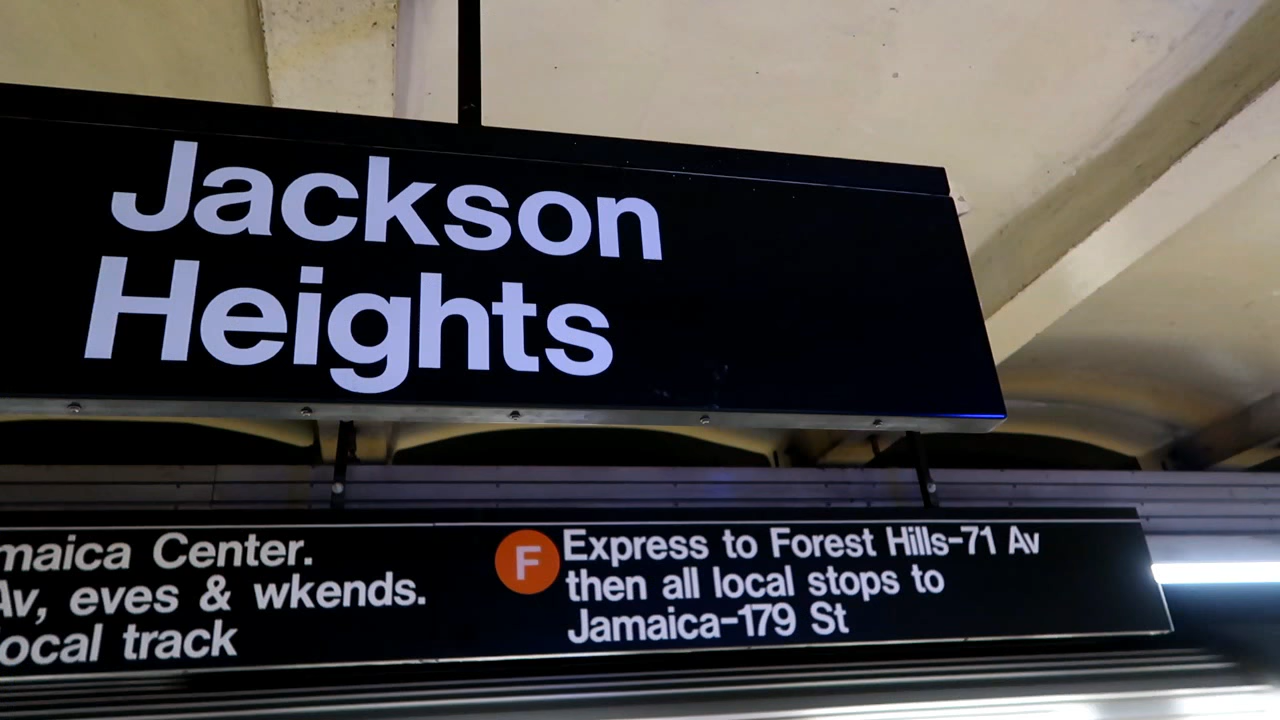 Jackson
Heights
maica Center.
Av, eves & wkends.
local track
F Express to Forest Hills-71 Av
then all local stops to
Jamaica-179 St